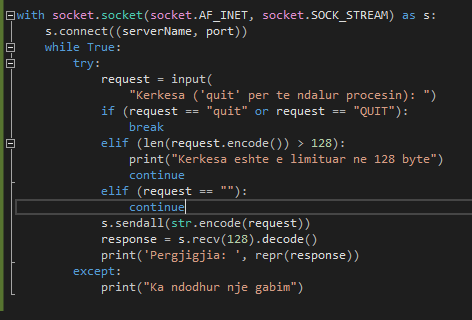 with socket.socket(socket.AF_INET, socket.SOCK_STREAM) as s:
    s.connect((serverName, port))
    while True:
        try:
            request = input(
                "Kerkesa ('quit' per te ndalur procesin): ")
            if (request == "quit" or request == "QUIT"):
                break
            elif (len(request.encode()) > 128):
                print("Kerkesa eshte e limituar ne 128 byte")
                continue
            elif (request == ""):
                continue
            s.sendall(str.encode(request))
            response = s.recv(128).decode()
            print('Pergjigjia: ', repr(response))
        except:
            print("Ka ndodhur nje gabim")